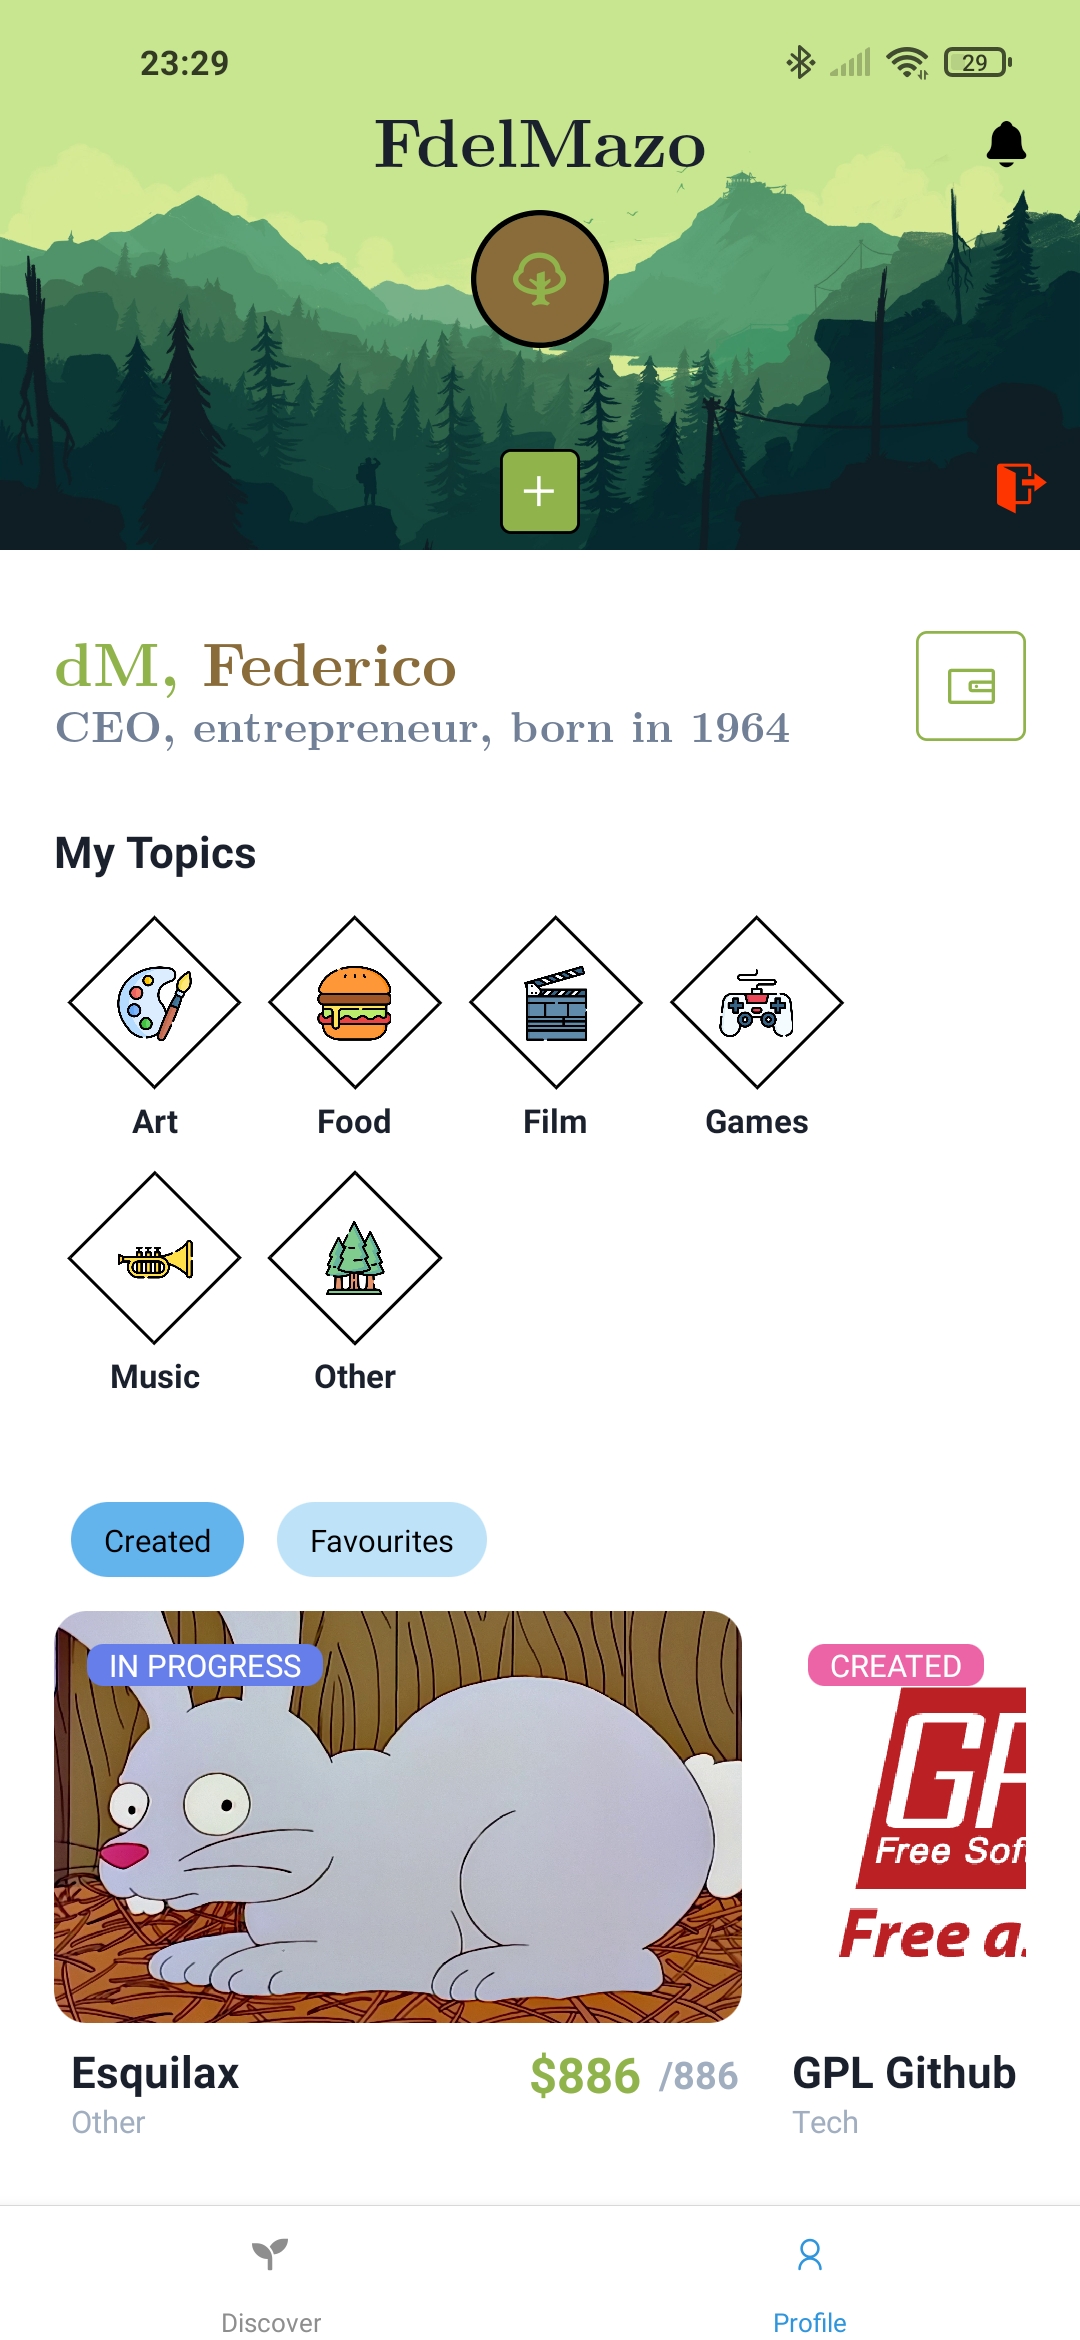 23:29
29
FdelMazo
dM, Federico
CEO, entrepreneur, born in 1964
My Topics
Art Food Film Games
Music Other
Created Favourites
IN PROGRESS CREATED
GP
Free Sof
Free a
Esquilax $886 /886 GPL Github
Other Tech
Discover Profile